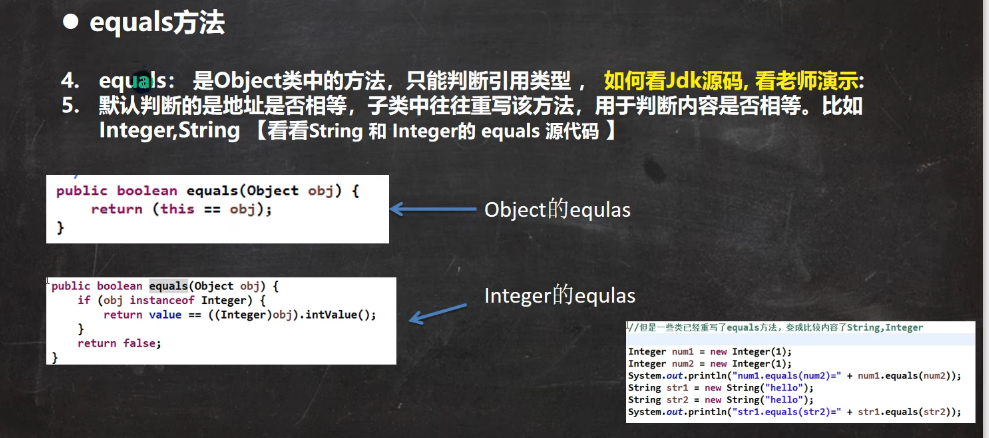 ● equals方法
4. equals： 是Object类中的方法，只能判断引用类型 ， 如何看Jdk源码, 看老师演示:
5. 默认判断的是地址是否相等，子类中往往重写该方法，用于判断内容是否相等。比如
Integer,String 【看看String 和 Integer的 equals 源代码 】
public boolean equals(Object obj) {
    return (this == obj);
}
Object的equlas
public boolean equals(Object obj) {
    if (obj instanceof Integer) {
        return value == ((Integer)obj).intValue();
    }
    return false;
}
Integer的equlas
//但是一些类已经重写了equals方法，变成比较内容了String,Integer
Integer num1 = new Integer(1);
Integer num2 = new Integer(1);
System.out.println("num1.equals(num2)=" + num1.equals(num2));
String str1 = new String("hello");
String str2 = new String("hello");
System.out.println("str1.equals(str2)=" + str1.equals(str2));